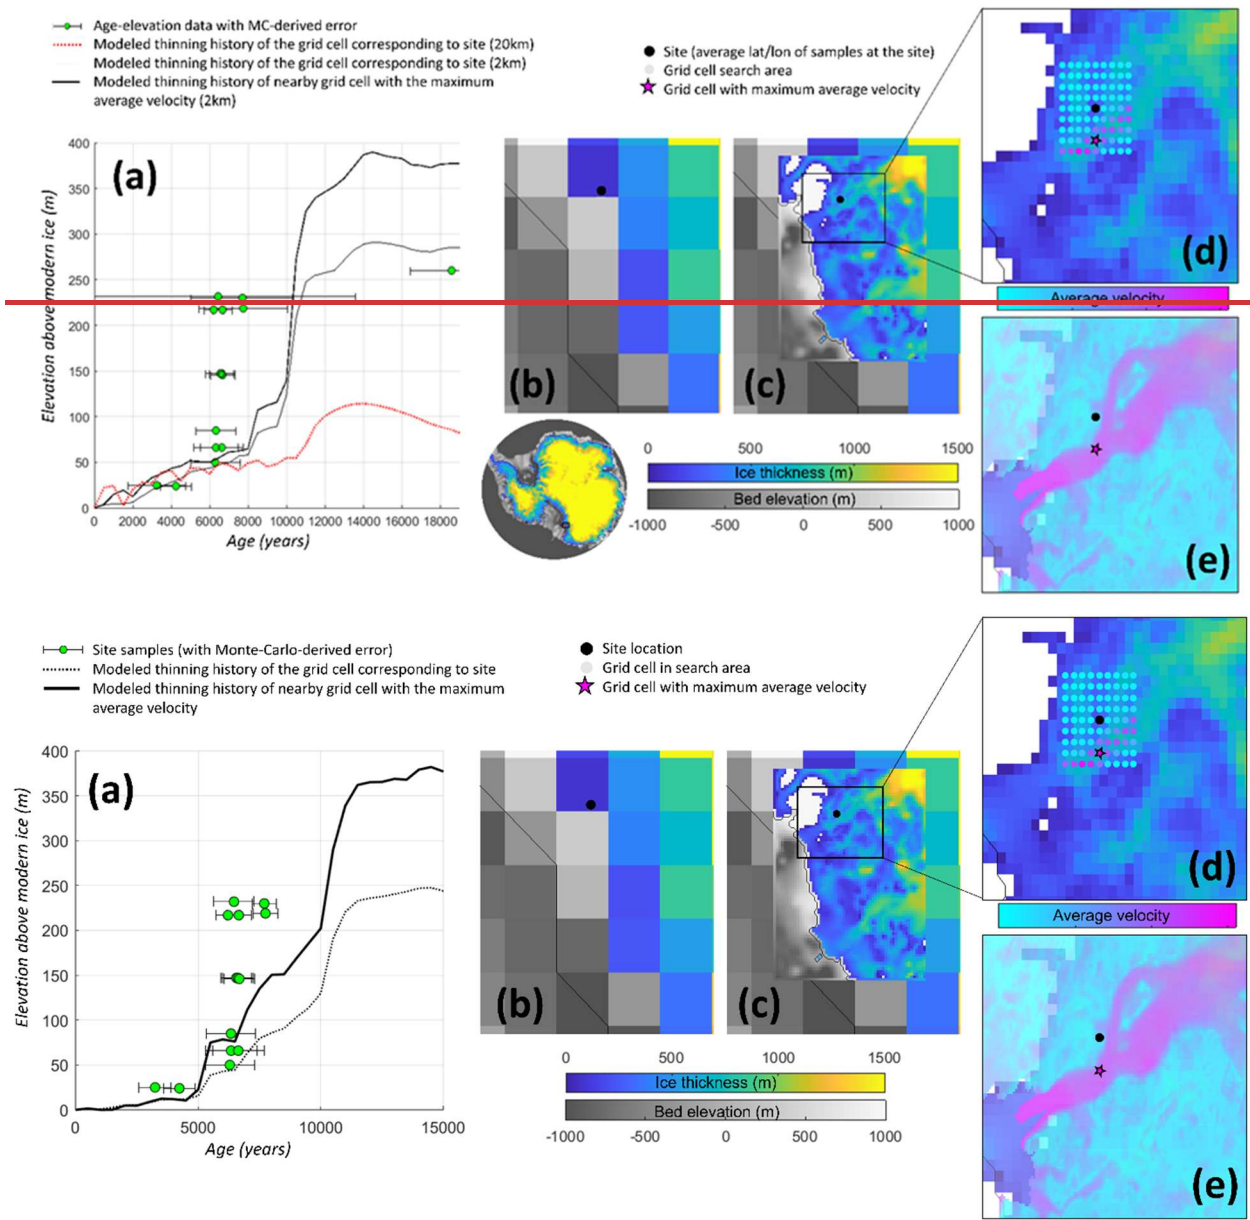 Age-elevation data with MC-derived error
Modeled thinning history of the grid cell corresponding to site (20km)
Modeled thinning history of the grid cell corresponding to site (2km)
Modeled thinning history of nearby grid cell with the maximum
average velocity (2km)
Site (average lat/lon of samples at the site)
Grid cell search area
Grid cell with maximum average velocity
(a)
Elevation above modern ice (m)
400
350
300
250
200
150
100
50
0
0 2000 4000 6000 8000 10000 12000 14000 16000 18000
Age (years)
(b)
(c)
(d)
Average velocity
(e)
0 500 1000 1500
Ice thickness (m)
Bed elevation (m)
-1000 -500 0 500 1000
Site samples (with Monte-Carlo-derived error)
Modeled thinning history of the grid cell corresponding to site
Modeled thinning history of nearby grid cell with the maximum
average velocity
Site location
Grid cell in search area
Grid cell with maximum average velocity
(a)
Elevation above modern ice (m)
400
350
300
250
200
150
100
50
0
0 5000 10000 15000
Age (years)
(b)
(c)
(d)
Average velocity
(e)
0 500 1000 1500
Ice thickness (m)
Bed elevation (m)
-1000 -500 0 500 1000